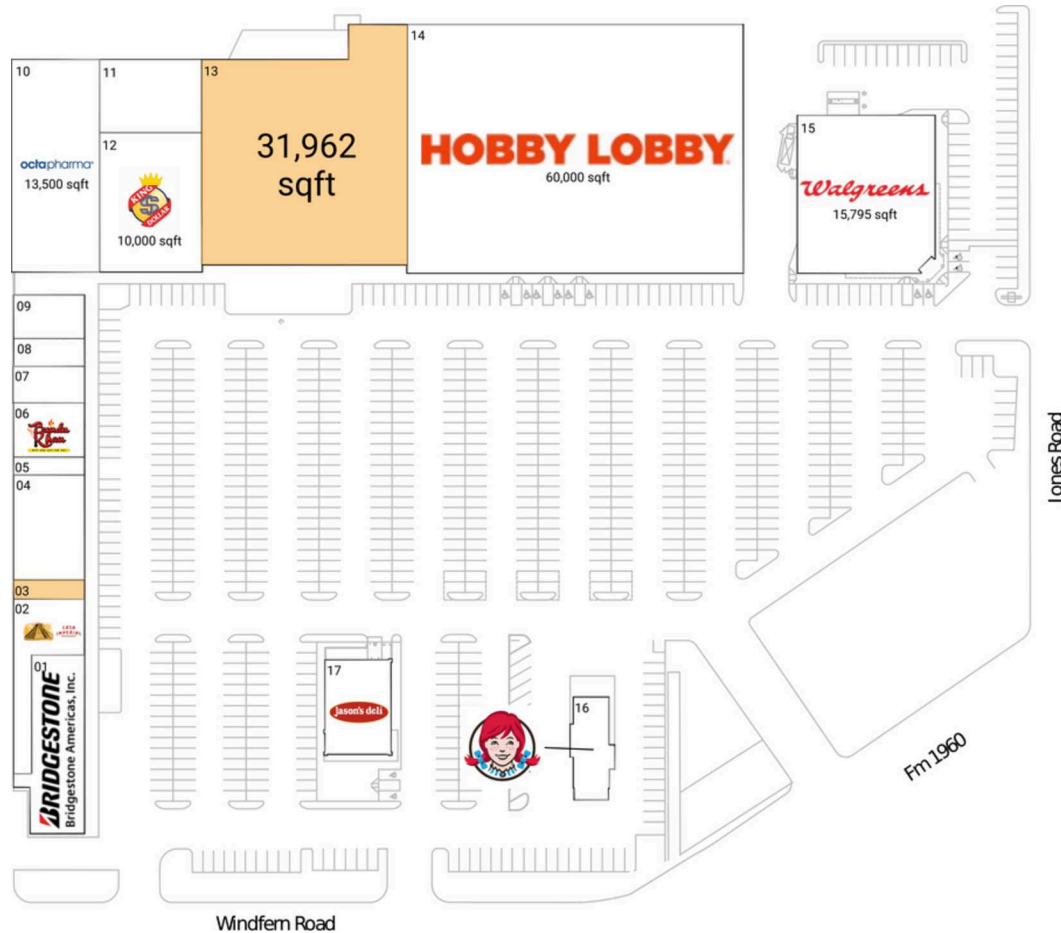 10
octapharma
13,500 sqft
11
12
KING
$
DOLLAR
10,000 sqft
13
31,962
sqft
14
HOBBY LOBBY
60,000 sqft
15
Walgreens
15,795 sqft
09
08
07
06
05
04
03
02
CASA
IMPERIAL
01
BRIDGESTONE
Bridgestone Americas, Inc.
17
Jason's deli
16
Jones Road
Fm 1960
Windfern Road